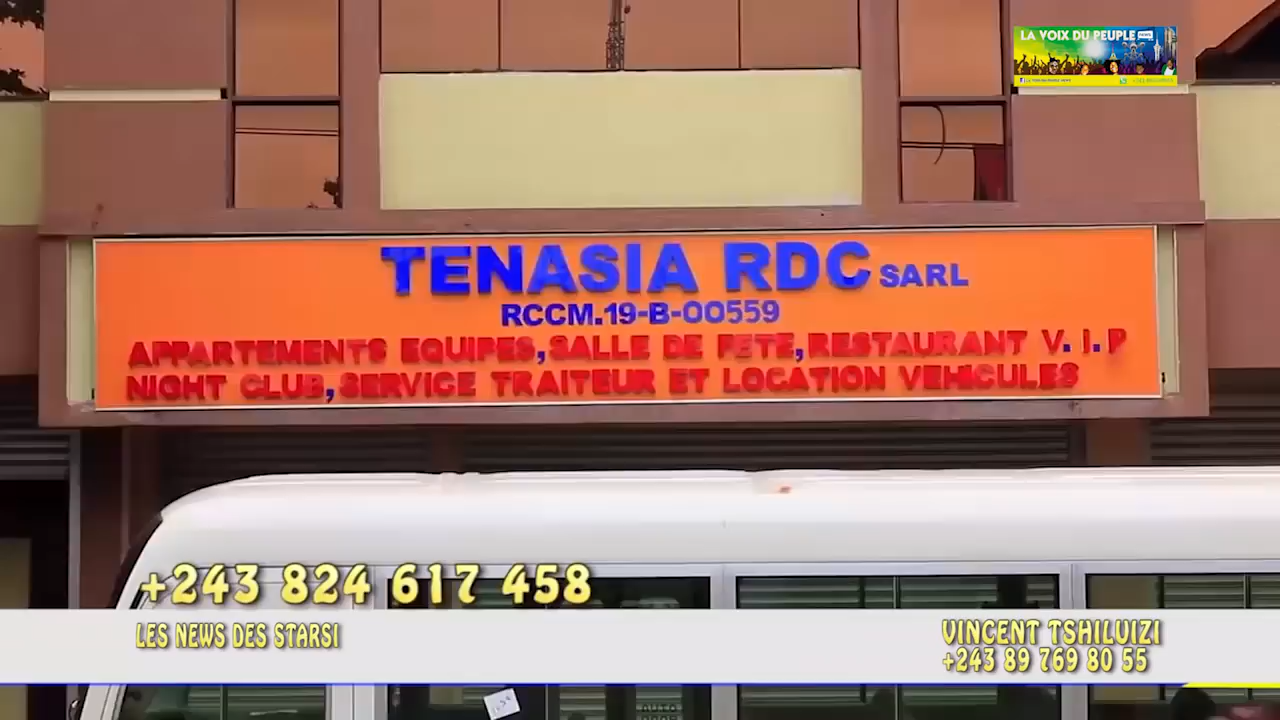 LA VOIX DU PEUPLE
TENASIA RDC SARL
RCCM.19-B-00559
APPARTEMENTS EQUIPES,SALLE DE FETE,RESTAURANT V.I.P
NIGHT CLUB,SERVICE TRAITEUR ET LOCATION VEHICULES
+243 824 617 458
LES NEWS DES STARSI
VINCENT TSHILUIZI
+243 89 769 80 55
AUTO